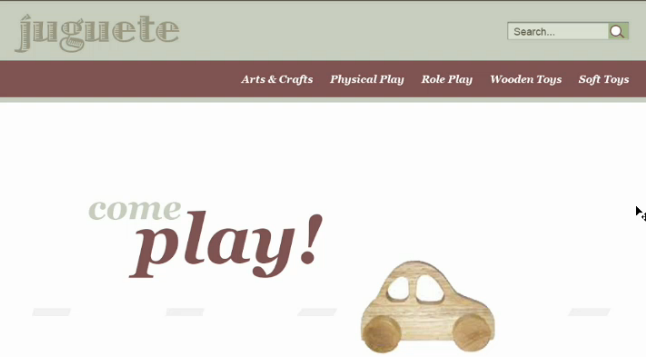 juguete
Search...
Arts & Crafts Physical Play Role Play Wooden Toys Soft Toys
come
play!